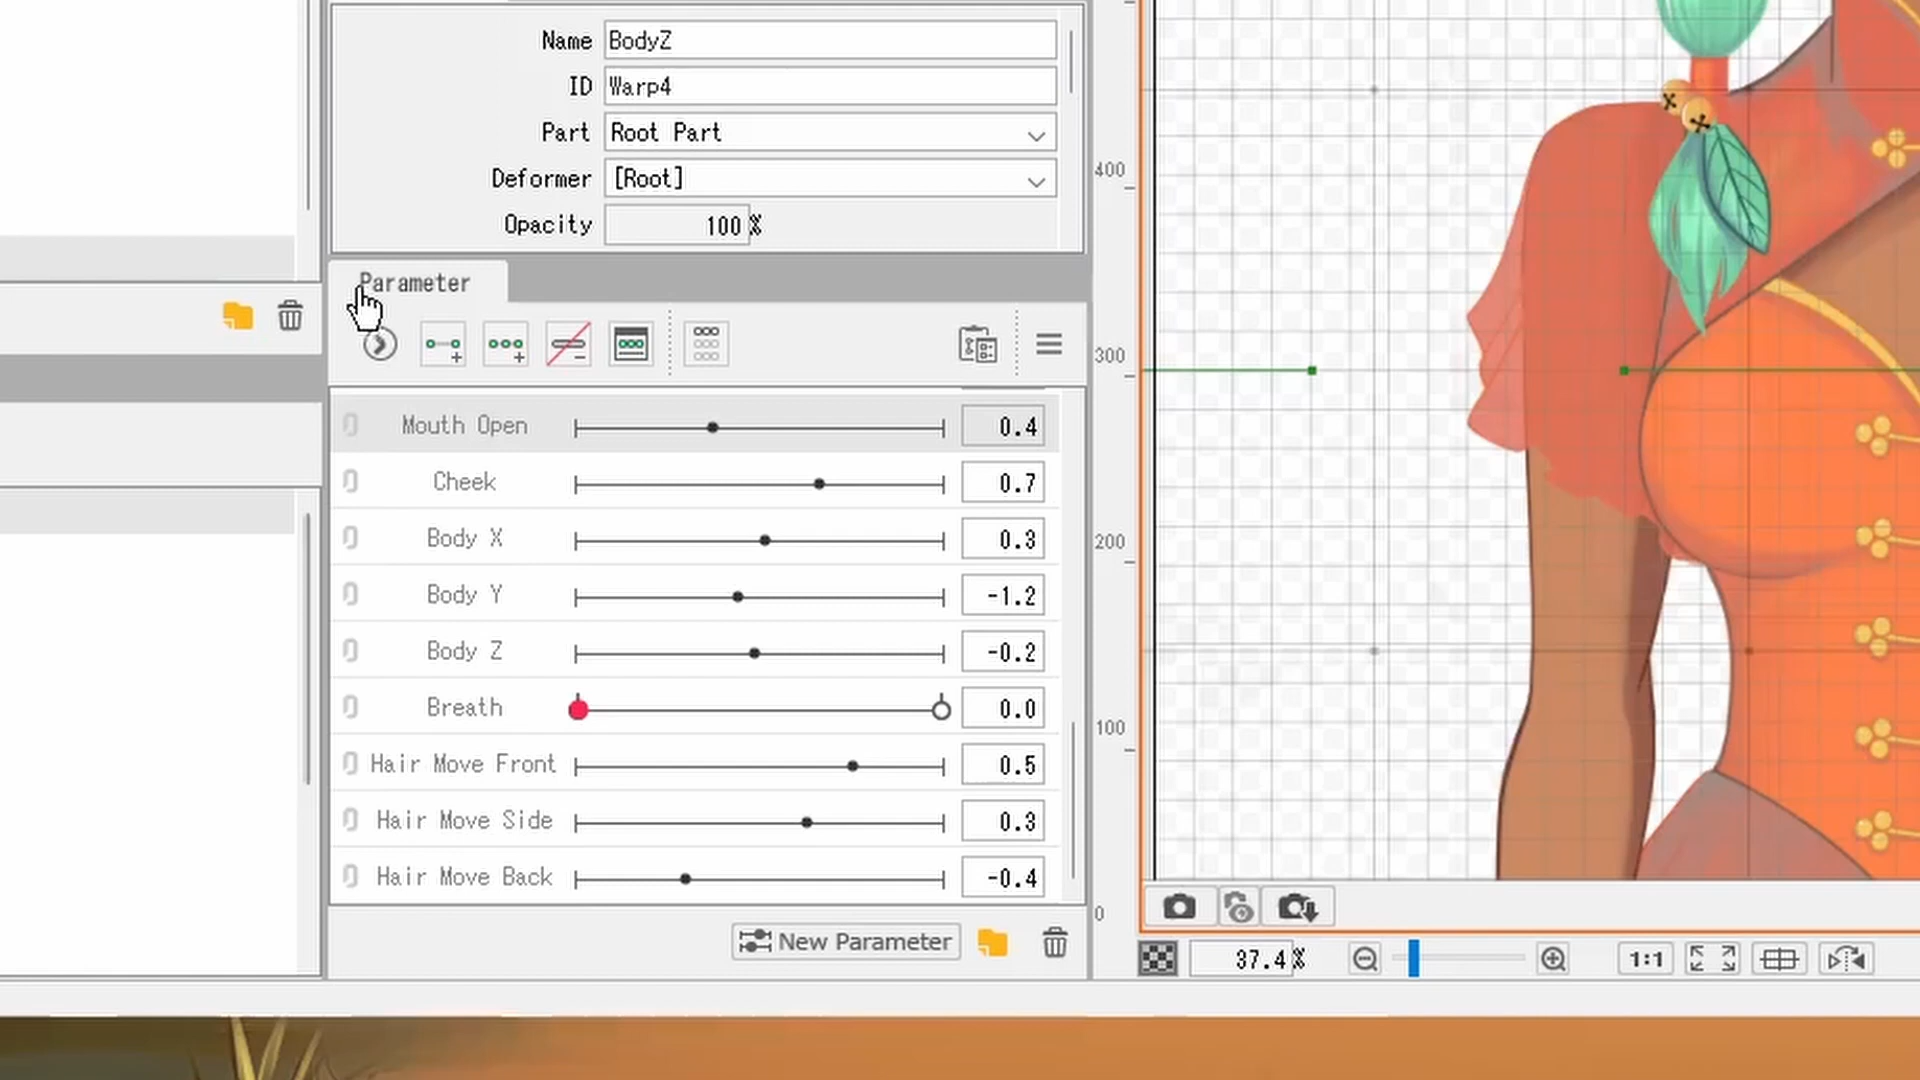 Name BodyZ
ID Warp4
Part Root Part
Deformer [Root]
Opacity 100 %
Parameter
Mouth Open 0.4
Cheek 0.7
Body X 0.3
Body Y -1.2
Body Z -0.2
Breath 0.0
Hair Move Front 0.5
Hair Move Side 0.3
Hair Move Back -0.4
New Parameter
400
300
200
100
0
37.4%
1:1